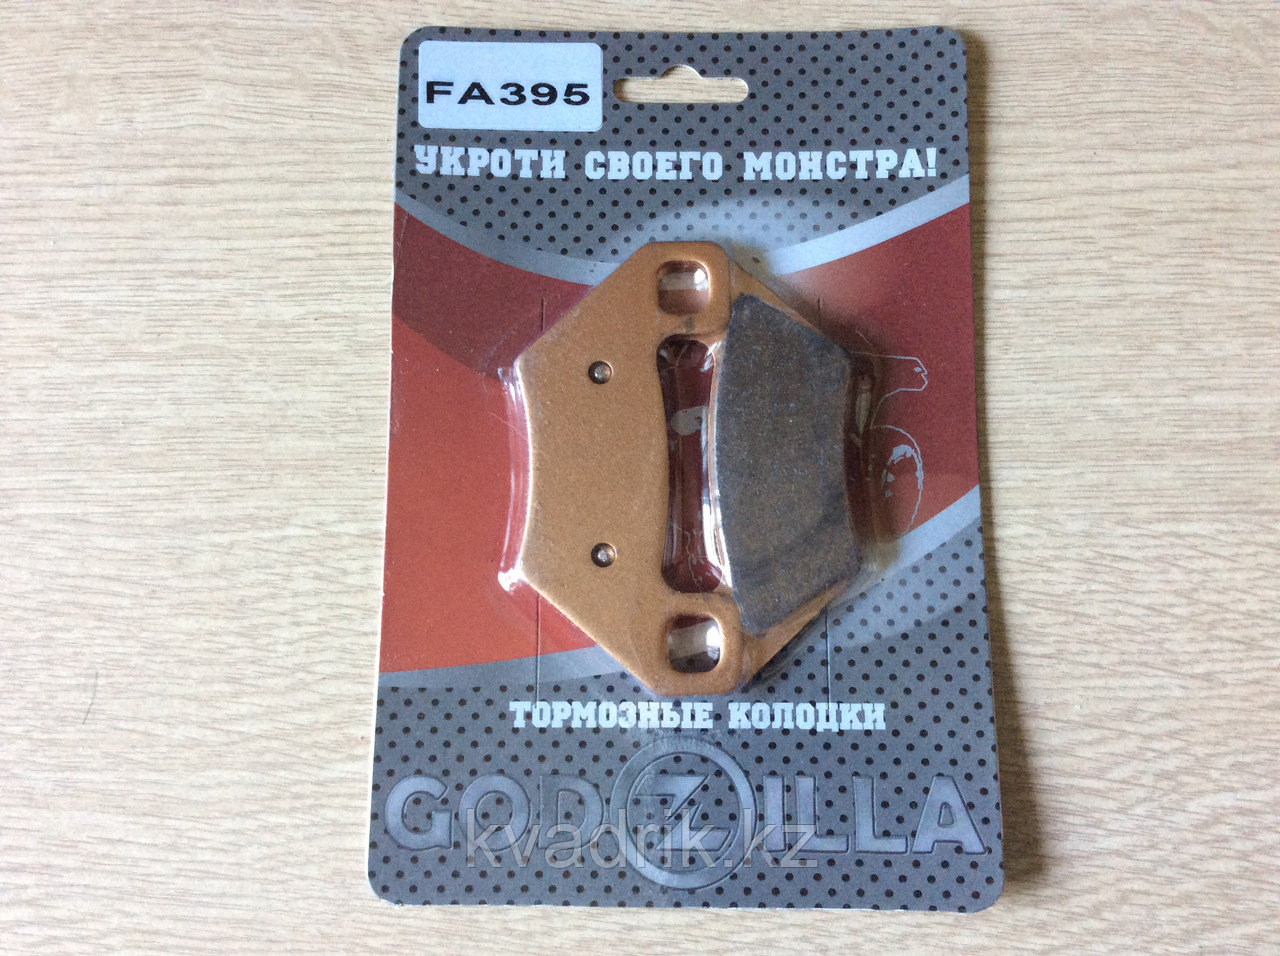 FA395
УКРОТИ СВОЕГО МОНСТРА!
ТОРМОЗНЫЕ КОЛОДКИ
GODZILLA
kvadrik.kz